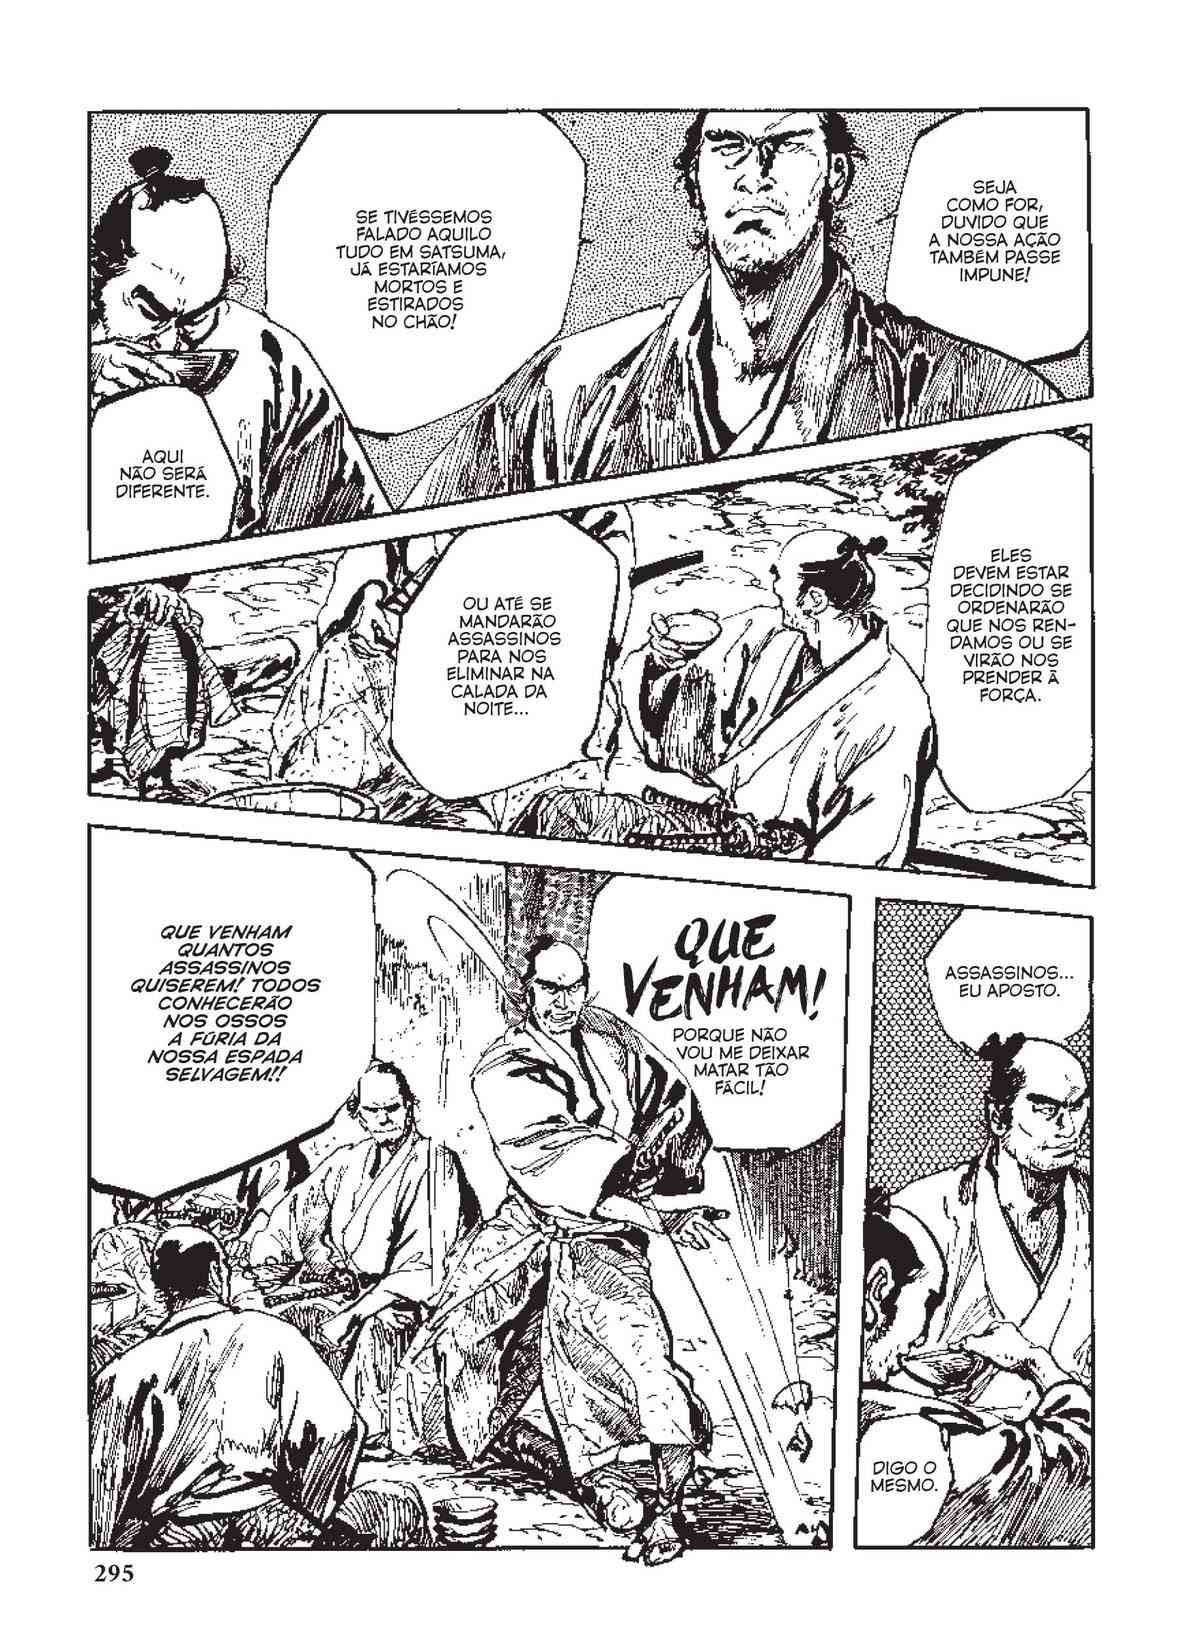 SEJA
COMO FOR,
DUVIDO QUE
A NOSSA AÇÃO
TAMBÉM PASSE
IMPUNE!
SE TIVÉSSEMOS
FALADO AQUILO
TUDO EM SATSUMA,
JÁ ESTARÍAMOS
MORTOS E
ESTIRADOS
NO CHÃO!
AQUI
NÃO SERÁ
DIFERENTE.
ELES
DEVEM ESTAR
DECIDINDO SE
ORDENARÃO
QUE NOS REN-
DAMOS OU SE
VIRÃO NOS
PRENDER À
FORÇA.
OU ATÉ SE
MANDARÃO
ASSASSINOS
PARA NOS
ELIMINAR NA
CALADA DA
NOITE...
ASSASSINOS...
EU APOSTO.
DIGO O
MESMO.
QUE
VENHAM!
PORQUE NÃO
VOU ME DEIXAR
MATAR TÃO
FÁCIL!
QUE VENHAM
QUANTOS
ASSASSINOS
QUISEREM! TODOS
CONHECERÃO
NOS OSSOS
A FÚRIA DA
NOSSA ESPADA
SELVAGEM!!
295